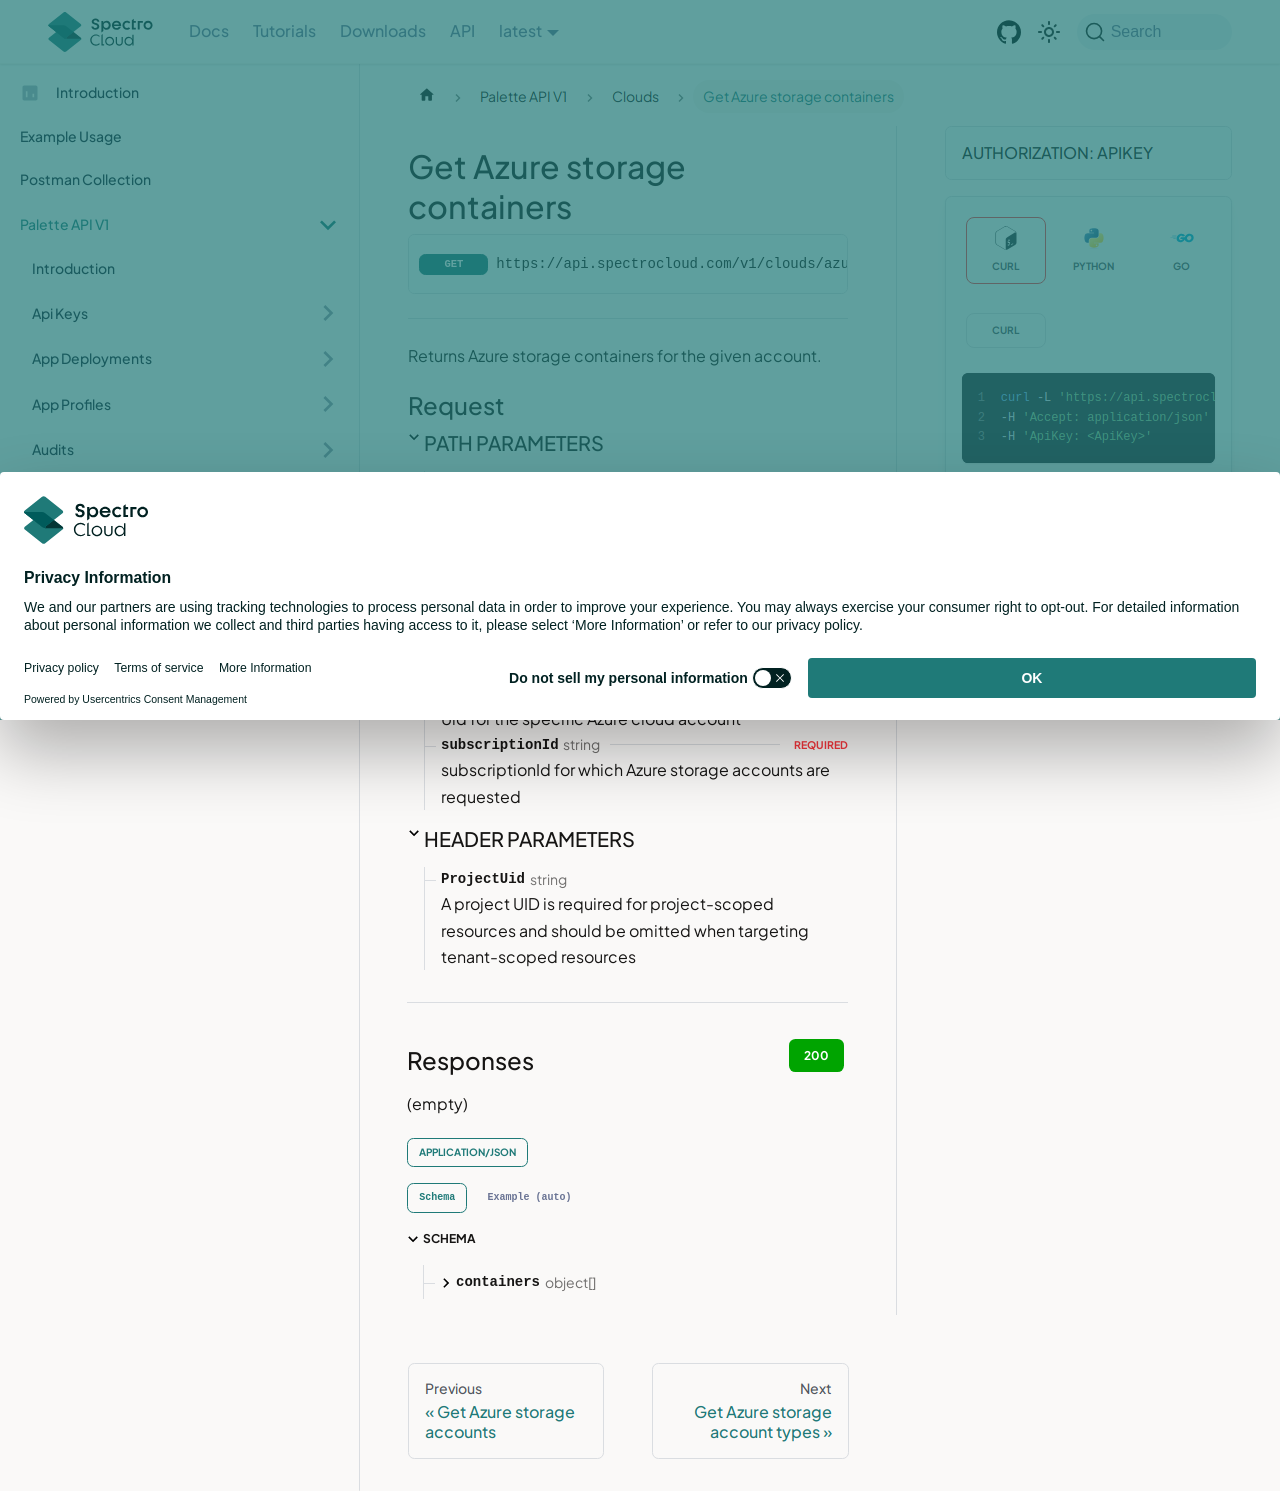 Spectro Cloud
Docs Tutorials Downloads API latest
Search
Introduction
Example Usage
Postman Collection
Palette API V1
Introduction
Api Keys
App Deployments
App Profiles
Audits
Palette API V1 > Clouds > Get Azure storage containers
Get Azure storage
containers
GET https://api.spectrocloud.com/v1/clouds/azu
Returns Azure storage containers for the given account.
Request
PATH PARAMETERS
AUTHORIZATION: APIKEY
CURL PYTHON GO
CURL
1 curl -L 'https://api.spectrocl
2 -H 'Accept: application/json'
3 -H 'ApiKey: <ApiKey>'
Spectro
Cloud
Privacy Information
We and our partners are using tracking technologies to process personal data in order to improve your experience. You may always exercise your consumer right to opt-out. For detailed information
about personal information we collect and third parties having access to it, please select ‘More Information’ or refer to our privacy policy.
Privacy policy Terms of service More Information
Do not sell my personal information
OK
Powered by Usercentrics Consent Management
Uid for the specific Azure cloud account
subscriptionId string REQUIRED
subscriptionId for which Azure storage accounts are
requested
HEADER PARAMETERS
ProjectUid string
A project UID is required for project-scoped
resources and should be omitted when targeting
tenant-scoped resources
Responses
200
(empty)
APPLICATION/JSON
Schema Example (auto)
SCHEMA
containers object[]
Previous
« Get Azure storage
accounts
Next
Get Azure storage
account types »